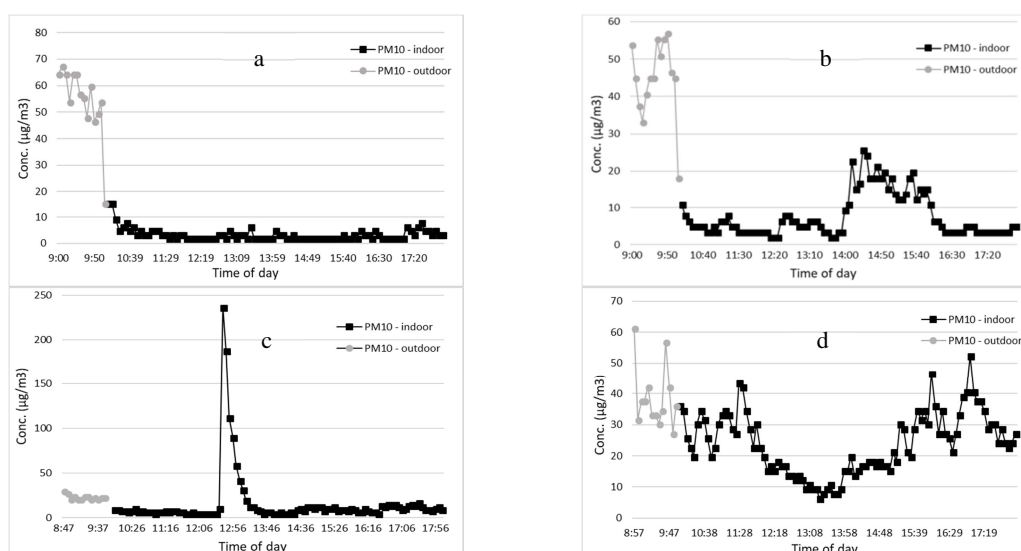 80
70
60
50
40
30
20
10
0
Conc. (µg/m3)
a
PM10 - indoor
PM10 - outdoor
9:00 9:50 10:39 11:29 12:19 13:09 13:59 14:49 15:40 16:30 17:20
Time of day
60
50
40
30
20
10
0
Conc. (µg/m3)
b
PM10 - indoor
PM10 - outdoor
9:00 9:50 10:40 11:30 12:20 13:10 14:00 14:50 15:40 16:30 17:20
Time of day
250
200
150
100
50
0
Conc. (µg/m3)
c
PM10 - indoor
PM10 - outdoor
8:47 9:37 10:26 11:16 12:06 12:56 13:46 14:36 15:26 16:16 17:06 17:56
Time of day
70
60
50
40
30
20
10
0
Conc. (µg/m3)
d
PM10 - indoor
PM10 - outdoor
8:57 9:47 10:38 11:28 12:18 13:08 13:58 14:48 15:38 16:29 17:19
Time of day